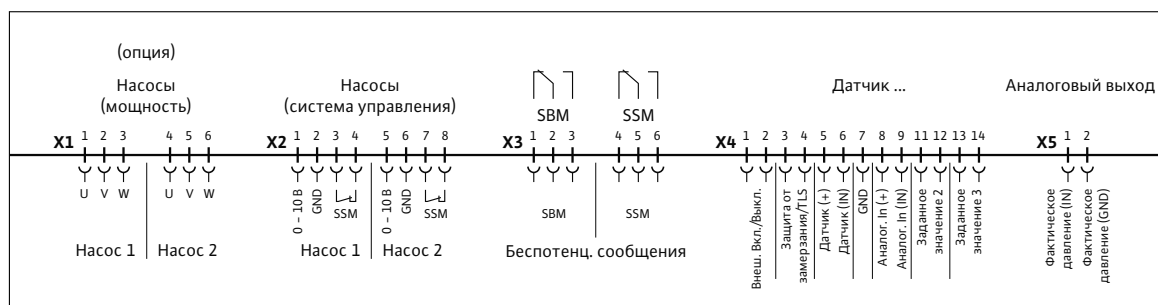 (опция)
Насосы
(мощность)
Насосы
(система управления)
SBM
SSM
Датчик ...
Аналоговый выход
X1 1 2 3 4 5 6
X2 1 2 3 4 5 6 7 8
X3 1 2 3 4 5 6
X4 1 2 3 4 5 6 7 8 9 10 11 12 13 14
X5 1 2
U V W U V W
0 – 10 В
GND
SSM
0 – 10 В
GND
SSM
SBM
SSM
Внеш. Вкл./Выкл.
Защита от
замерзания/TLS
Датчик (+)
Датчик (IN)
GND
Аналог. In (+)
Аналог. In (IN)
Заданное
значение 2
Заданное
значение 3
Фактическое
давление (IN)
Фактическое
давление (GND)
Насос 1
Насос 2
Насос 1
Насос 2
Беспотенц. сообщения